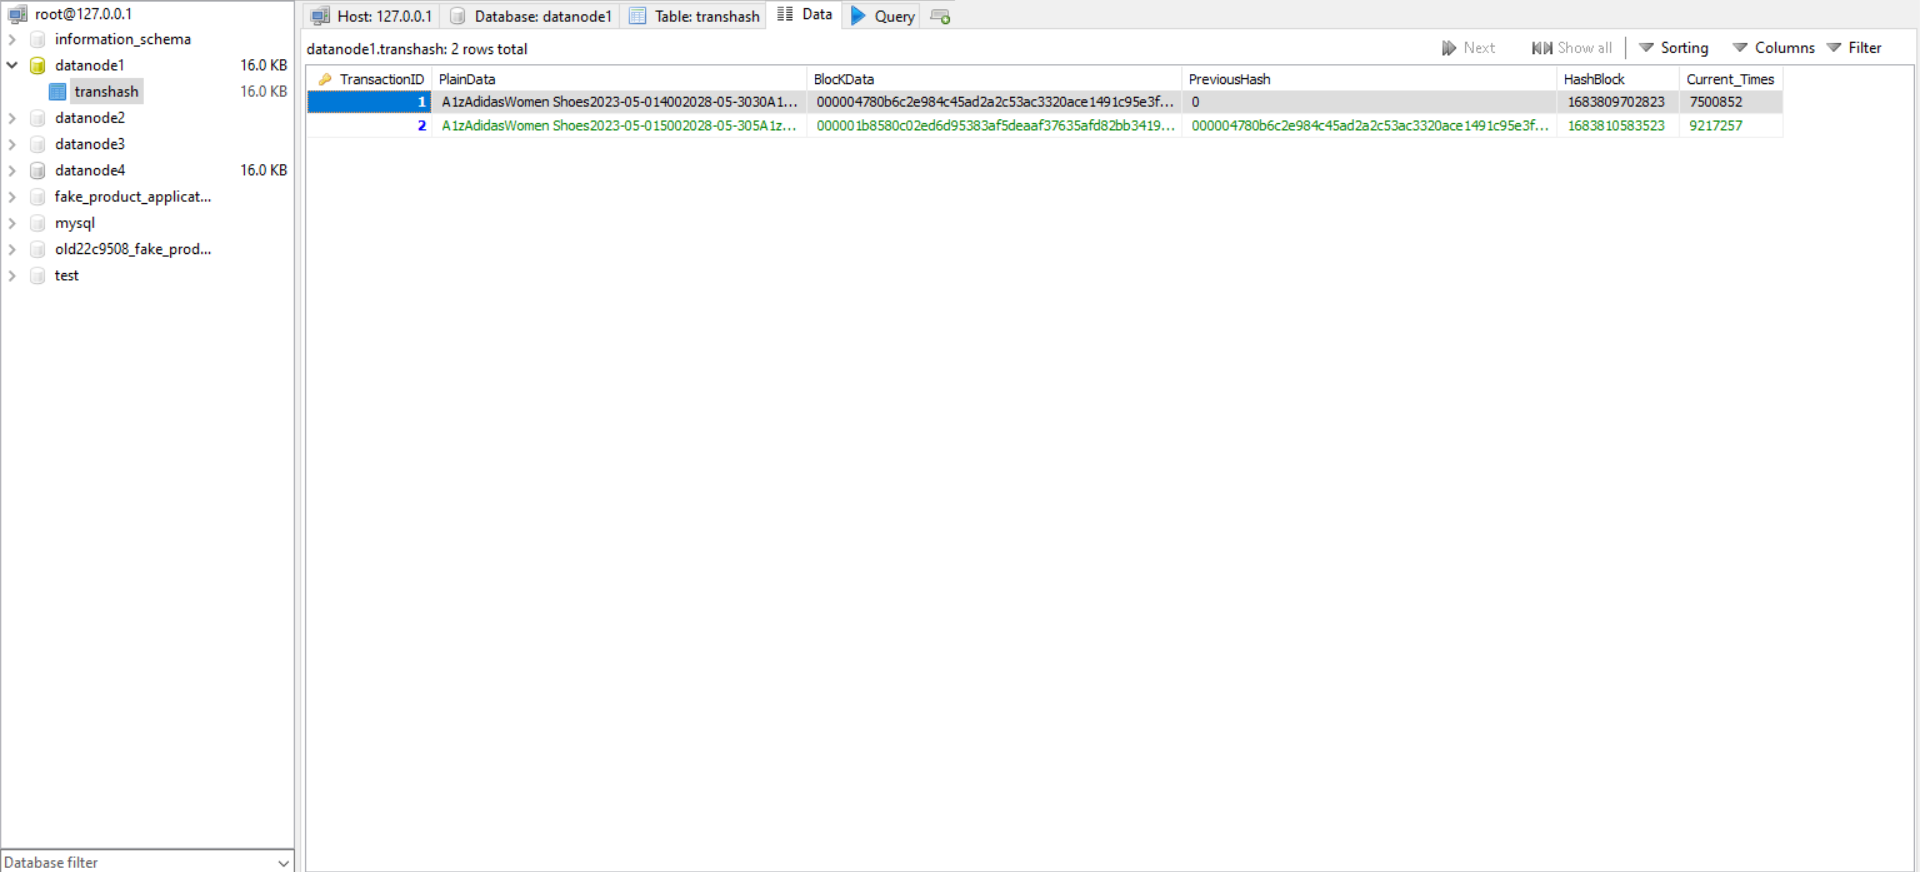 root@127.0.0.1
information_schema
datanode1 16.0 KB
transhash 16.0 KB
datanode2
datanode3
datanode4 16.0 KB
fake_product_applicat...
mysql
old22c9508_fake_prod...
test
Database filter
Host: 127.0.0.1 Database: datanode1 Table: transhash Data Query
datanode1.transhash: 2 rows total Next Show all Sorting Columns Filter
TransactionID PlainData BlocKData PreviousHash HashBlock Current_Times
1 A1zAdidasWomen Shoes2023-05-014002028-05-3030A1... 000004780b6c2e984c45ad2a2c53ac3320ace1491c95e3f... 0 1683809702823 7500852
2 A1zAdidasWomen Shoes2023-05-015002028-05-305A1z... 000001b8580c02ed6d95383af5deaaf37635afd82bb3419... 000004780b6c2e984c45ad2a2c53ac3320ace1491c95e3f... 1683810583523 9217257